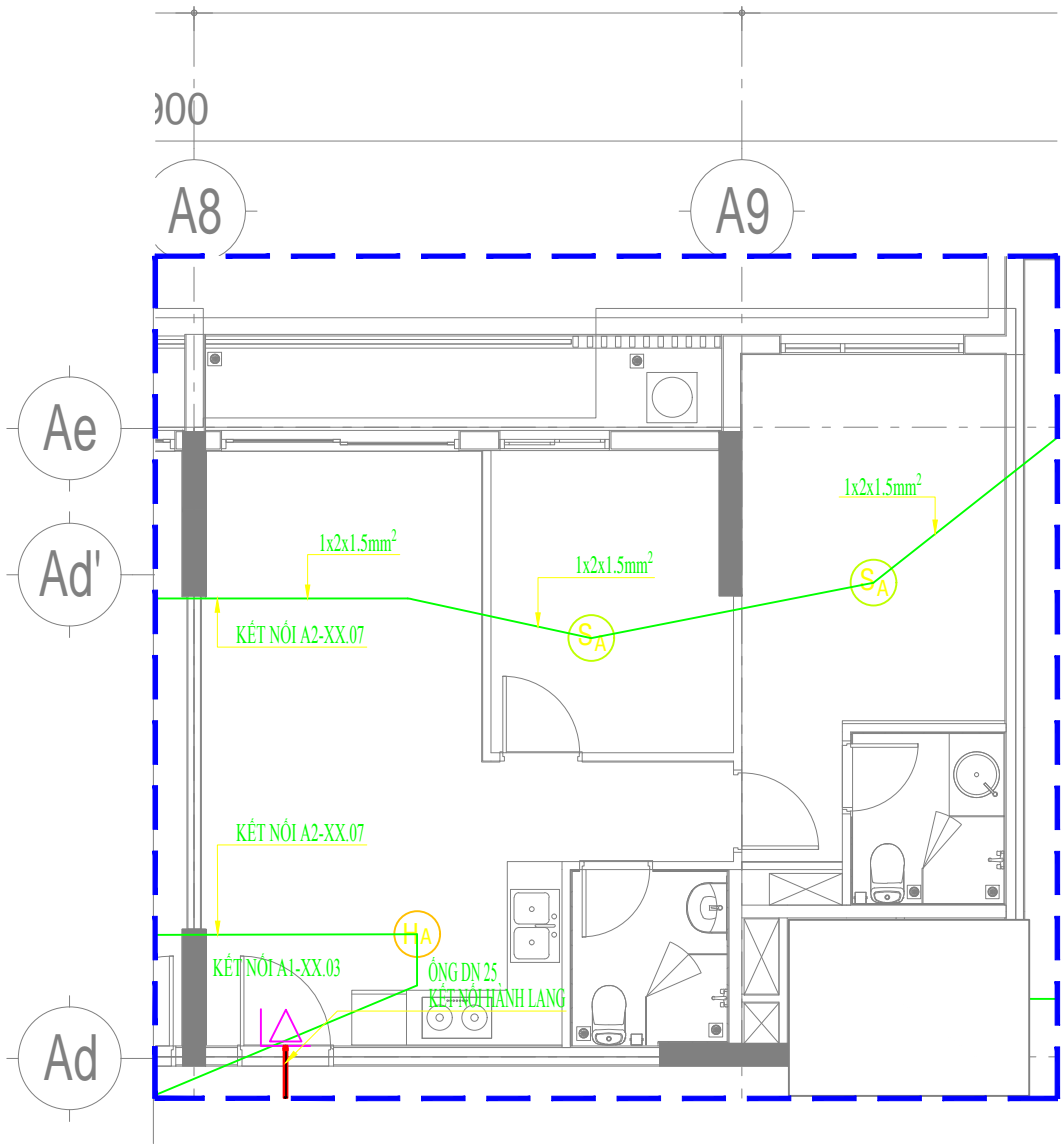 900
A8
A9
Ae
1x2x1.5mm²
1x2x1.5mm²
1x2x1.5mm²
Ad'
SA
KẾT NỐI A2-XX.07
SA
KẾT NỐI A2-XX.07
HA
KẾT NỐI A1-XX.03
ỐNG DN 25
KẾT NỐI HÀNH LANG
Ad